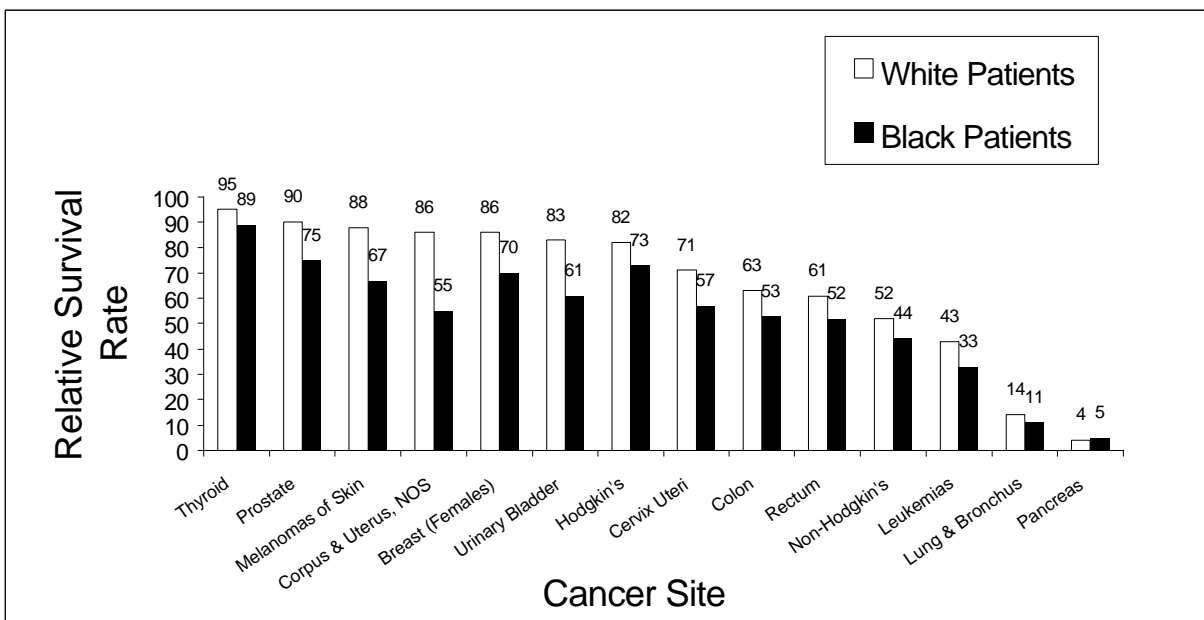 White Patients
Black Patients
Relative Survival
Rate
100
90
80
70
60
50
40
30
20
10
0
95
89
90
75
88
67
86
55
86
70
83
61
82
73
71
57
63
53
61
52
52
44
43
33
14
11
4
5
Thyroid
Prostate
Melanomas of Skin
Corpus & Uterus, NOS
Breast (Females)
Urinary Bladder
Hodgkin's
Cervix Uteri
Colon
Rectum
Non-Hodgkin's
Leukemias
Lung & Bronchus
Pancreas
Cancer Site